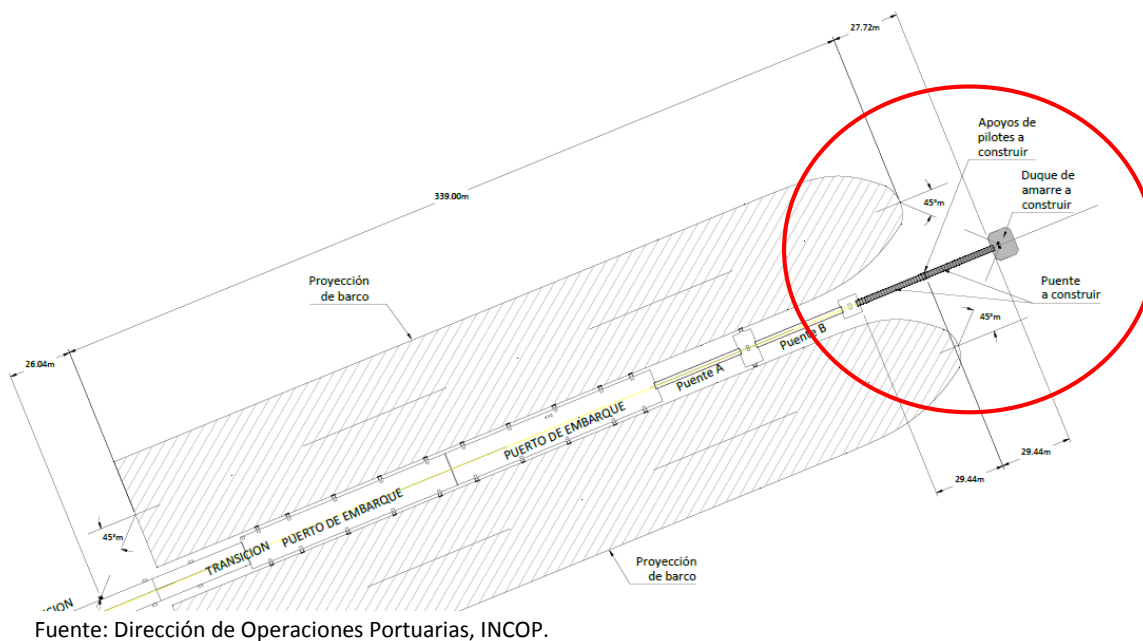 27.72m
Apoyos de
pilotes a
construir
Duque de
amarre a
construir
339.00m
45°m
Proyección
de barco
Puente
a construir
45°m
26.04m
Puente B
Puente A
PUERTO DE EMBARQUE
29.44m
29.44m
PUERTO DE EMBARQUE
45°m
TRANSICION
Proyección
de barco
Fuente: Dirección de Operaciones Portuarias, INCOP.